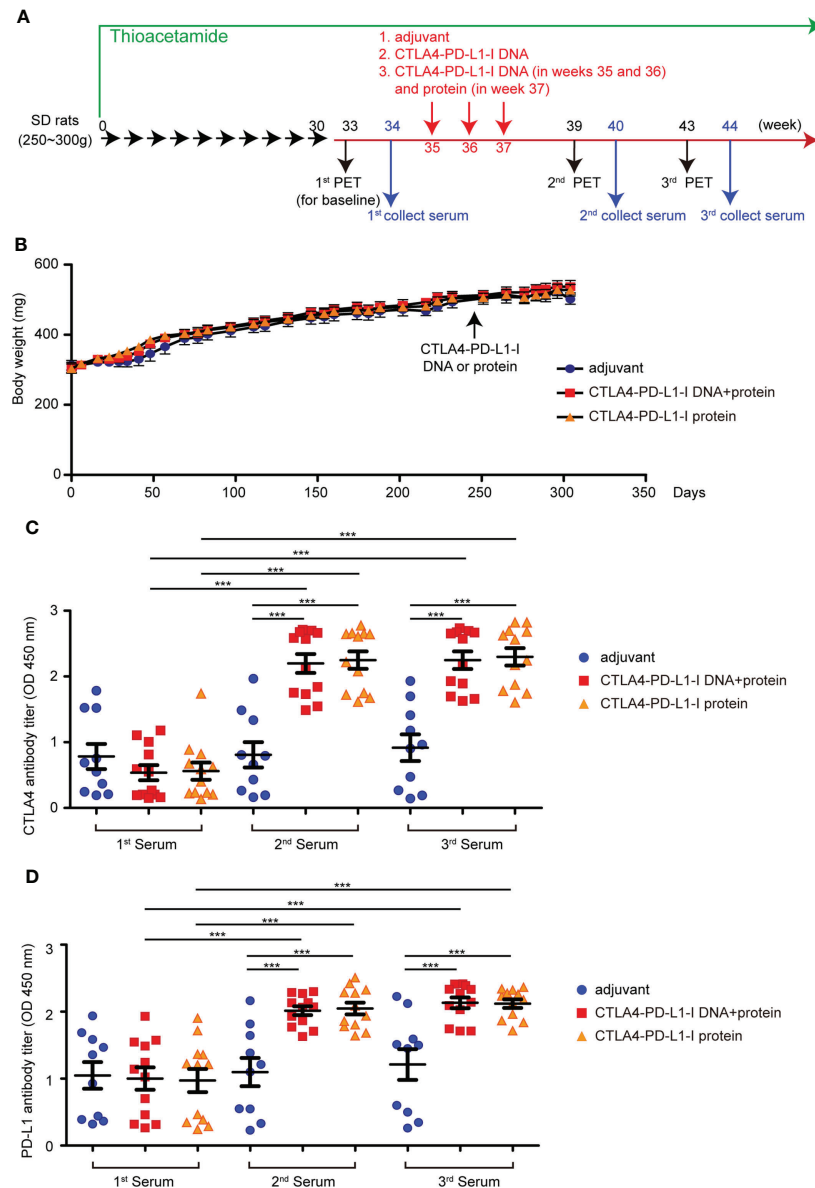 A
Thioacetamide
1. adjuvant
2. CTLA4-PD-L1-I DNA
3. CTLA4-PD-L1-I DNA (in weeks 35 and 36)
and protein (in week 37)
SD rats
(250~300g)
0 30 33 34 39 40 43 44 (week)
35 36 37
1st PET
(for baseline)
2nd PET 3rd PET
1st collect serum 2nd collect serum 3rd collect serum
B
Body weight (mg)
600
400
200
0
0 50 100 150 200 250 300 350 Days
CTLA4-PD-L1-I
DNA or protein
adjuvant
CTLA4-PD-L1-I DNA+protein
CTLA4-PD-L1-I protein
C
***
***
***
***
*** ***
*** ***
CTLA4 antibody titer (OD 450 nm)
3
2
1
0
adjuvant
CTLA4-PD-L1-I DNA+protein
CTLA4-PD-L1-I protein
1st Serum 2nd Serum 3rd Serum
D
***
***
***
***
*** ***
*** ***
PD-L1 antibody titer (OD 450 nm)
3
2
1
0
adjuvant
CTLA4-PD-L1-I DNA+protein
CTLA4-PD-L1-I protein
1st Serum 2nd Serum 3rd Serum